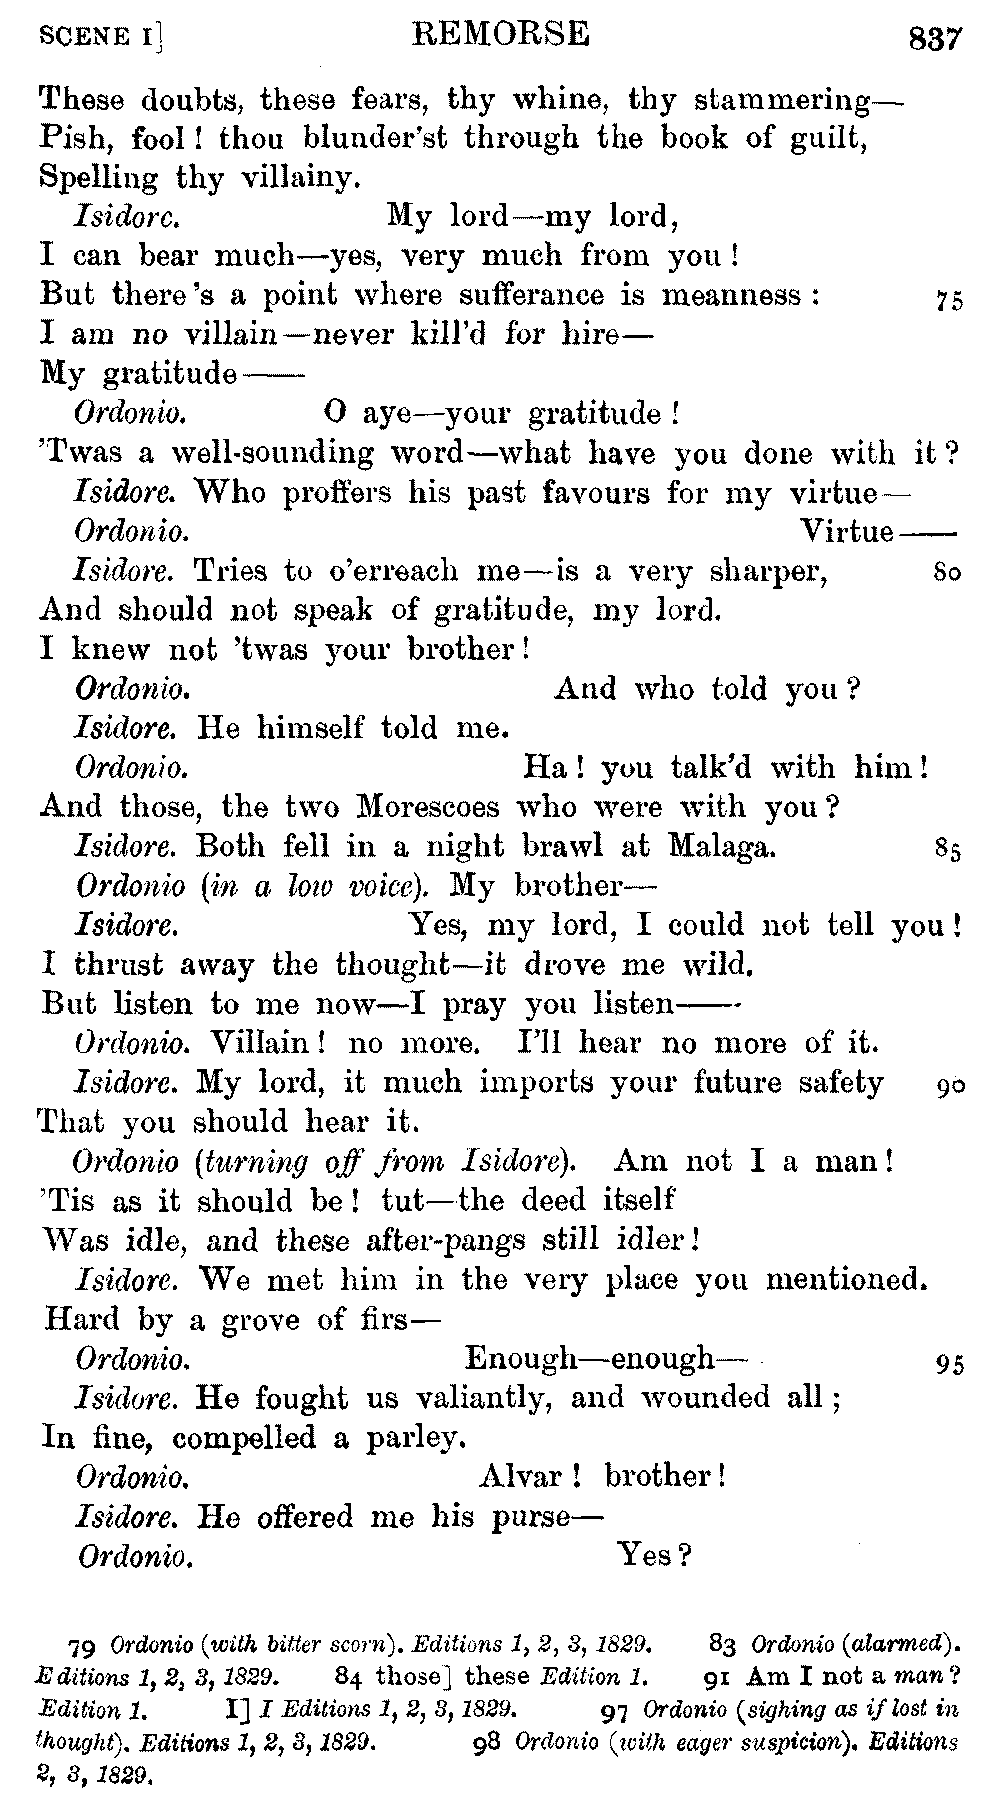 SCENE I] REMORSE 837
These doubts, these fears, thy whine, thy stammering—
Pish, fool! thou blunder'st through the book of guilt,
Spelling thy villainy.
Isidore. My lord—my lord,
I can bear much—yes, very much from you!
But there's a point where sufferance is meanness: 75
I am no villain—never kill'd for hire—
My gratitude——
Ordonio. O aye—your gratitude!
'Twas a well-sounding word—what have you done with it?
Isidore. Who proffers his past favours for my virtue—
Ordonio. Virtue——
Isidore. Tries to o'erreach me—is a very sharper, 80
And should not speak of gratitude, my lord.
I knew not 'twas your brother!
Ordonio. And who told you?
Isidore. He himself told me.
Ordonio. Ha! you talk'd with him!
And those, the two Morescoes who were with you?
Isidore. Both fell in a night brawl at Malaga. 85
Ordonio (in a low voice). My brother—
Isidore. Yes, my lord, I could not tell you!
I thrust away the thought—it drove me wild.
But listen to me now—I pray you listen——
Ordonio. Villain! no more. I'll hear no more of it.
Isidore. My lord, it much imports your future safety 90
That you should hear it.
Ordonio (turning off from Isidore). Am not I a man!
'Tis as it should be! tut—the deed itself
Was idle, and these after-pangs still idler!
Isidore. We met him in the very place you mentioned.
Hard by a grove of firs—
Ordonio. Enough—enough— 95
Isidore. He fought us valiantly, and wounded all;
In fine, compelled a parley.
Ordonio. Alvar! brother!
Isidore. He offered me his purse—
Ordonio. Yes?
79 Ordonio (with bitter scorn). Editions 1, 2, 3, 1829. 83 Ordonio (alarmed).
Editions 1, 2, 3, 1829. 84 those] these Edition 1. 91 Am I not a man?
Edition 1. I] I Editions 1, 2, 3, 1829. 97 Ordonio (sighing as if lost in
thought). Editions 1, 2, 3, 1829. 98 Ordonio (with eager suspicion). Editions
2, 3, 1829.